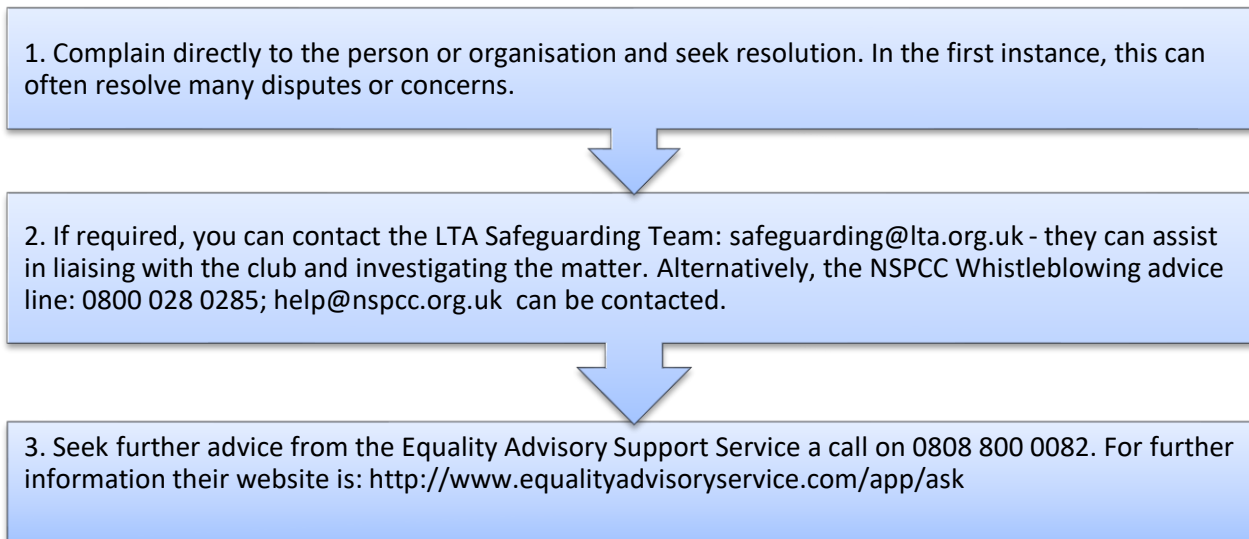 1. Complain directly to the person or organisation and seek resolution. In the first instance, this can
often resolve many disputes or concerns.
2. If required, you can contact the LTA Safeguarding Team: safeguarding@lta.org.uk - they can assist
in liaising with the club and investigating the matter. Alternatively, the NSPCC Whistleblowing advice
line: 0800 028 0285; help@nspcc.org.uk  can be contacted.
3. Seek further advice from the Equality Advisory Support Service a call on 0808 800 0082. For further
information their website is: http://www.equalityadvisoryservice.com/app/ask